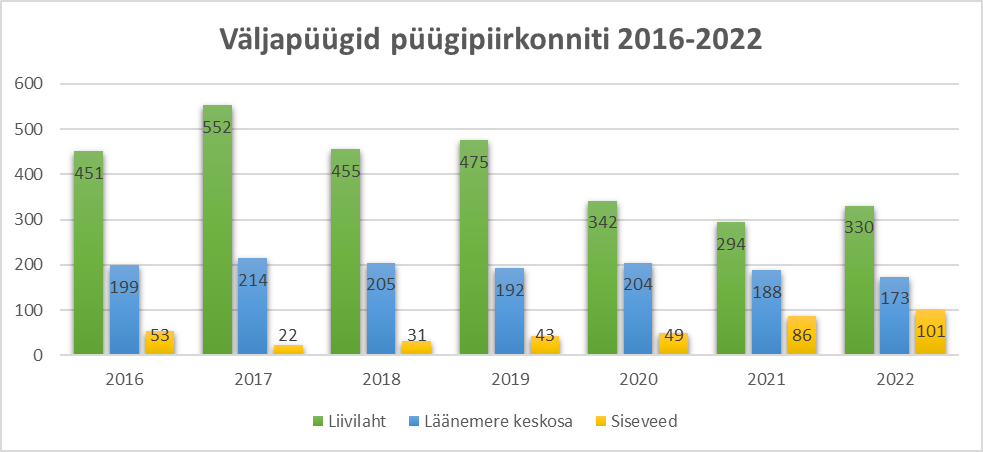 Väljapüügid püügipiirkonniti 2016-2022
600
500
400
300
200
100
0
451 199 53
552 214 22
455 205 31
475 192 43
342 204 49
294 188 86
330 173 101
2016 2017 2018 2019 2020 2021 2022
Liivilaht Läänemere keskosa Siseveed